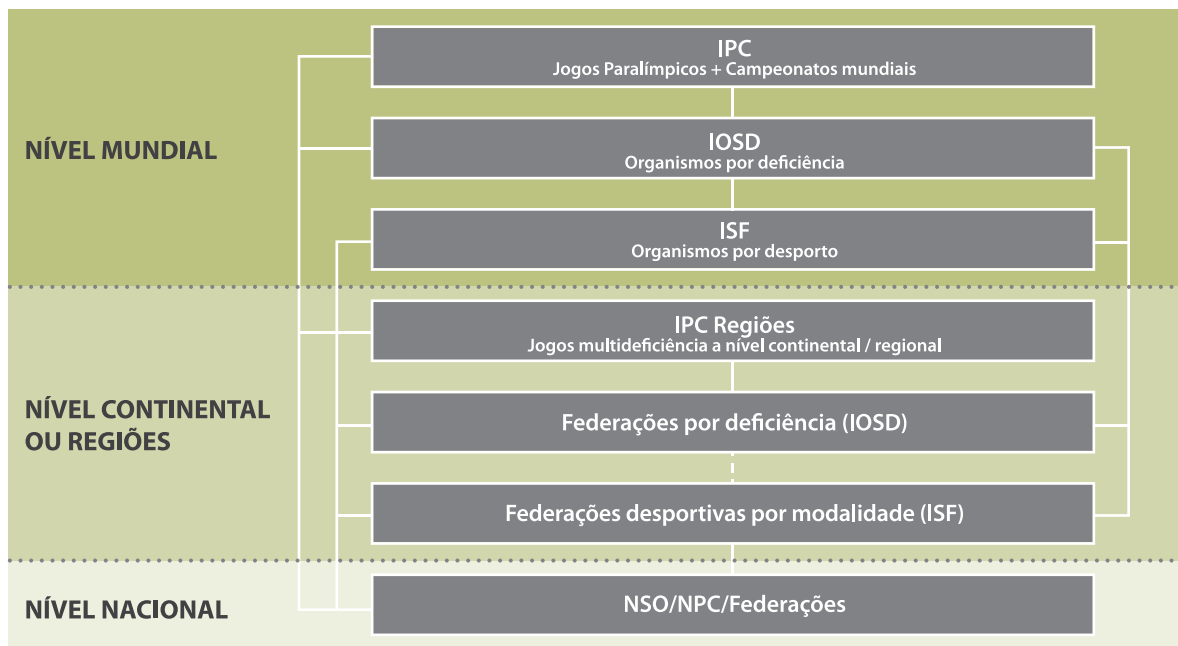 IPC
Jogos Paralímpicos + Campeonatos mundiais
NÍVEL MUNDIAL
IOSD
Organismos por deficiência
ISF
Organismos por desporto
IPC Regiões
Jogos multideficiência a nível continental / regional
NÍVEL CONTINENTAL
OU REGIÕES
Federações por deficiência (IOSD)
Federações desportivas por modalidade (ISF)
NÍVEL NACIONAL
NSO/NPC/Federações